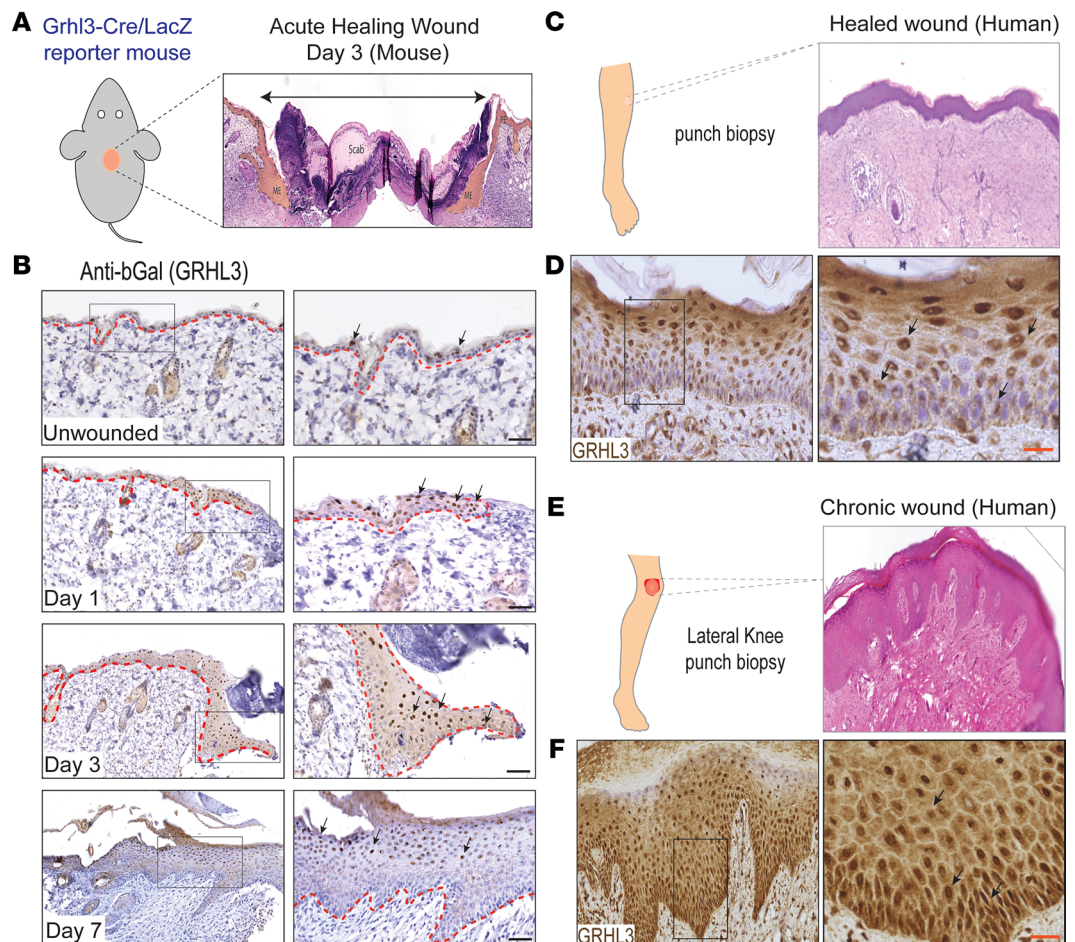 A
Grhl3-Cre/LacZ
reporter mouse
Acute Healing Wound
Day 3 (Mouse)
Scab
ME
ME
B
Anti-bGal (GRHL3)
Unwounded
Day 1
Day 3
Day 7
C
Healed wound (Human)
punch biopsy
D
GRHL3
E
Chronic wound (Human)
Lateral Knee
punch biopsy
F
GRHL3